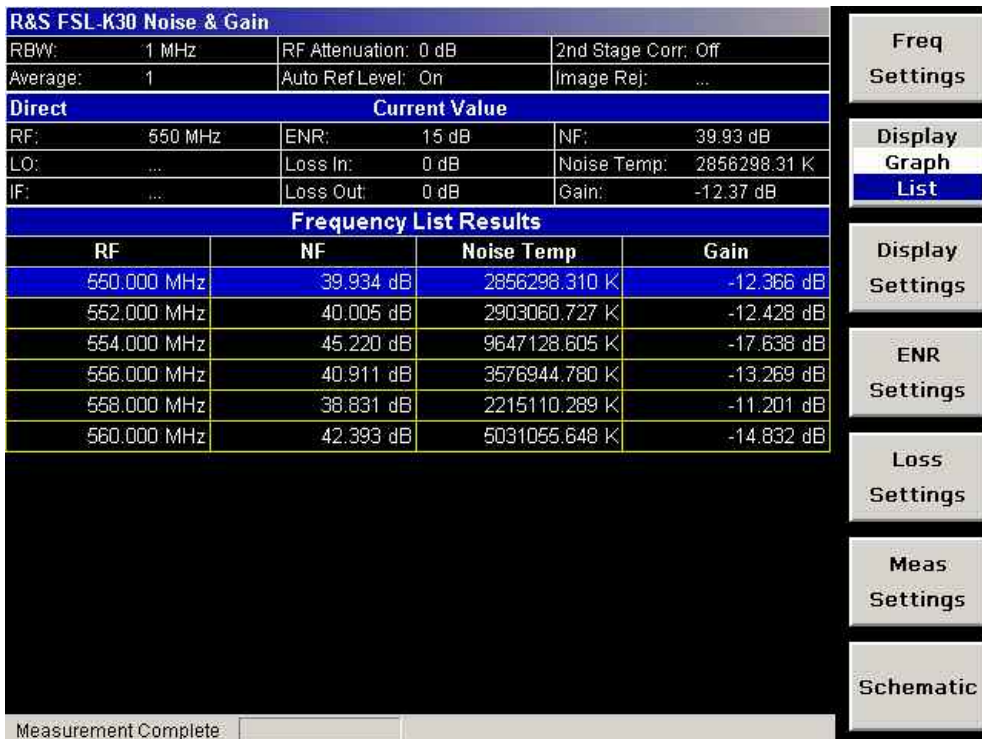 R&S FSL-K30 Noise & Gain
RBW: 1 MHz RF Attenuation: 0 dB 2nd Stage Corr: Off
Average: 1 Auto Ref Level: On Image Rej: ...
Direct Current Value
RF: 550 MHz ENR: 15 dB NF: 39.93 dB
LO: ... Loss In: 0 dB Noise Temp: 2856298.31 K
IF: ... Loss Out: 0 dB Gain: -12.37 dB
Frequency List Results
RF NF Noise Temp Gain
550.000 MHz 39.934 dB 2856298.310 K -12.366 dB
552.000 MHz 40.005 dB 2903060.727 K -12.428 dB
554.000 MHz 45.220 dB 9647128.605 K -17.638 dB
556.000 MHz 40.911 dB 3576944.780 K -13.269 dB
558.000 MHz 38.831 dB 2215110.289 K -11.201 dB
560.000 MHz 42.393 dB 5031055.648 K -14.832 dB
Measurement Complete
Freq
Settings
Display
Graph
List
Display
Settings
ENR
Settings
Loss
Settings
Meas
Settings
Schematic